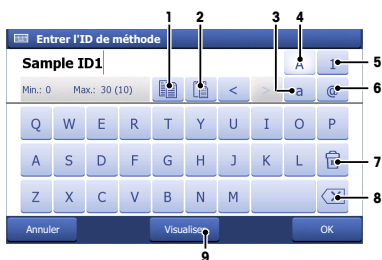 1 2 3 4
Entrer l'ID de méthode
Sample ID1 A 1 5
Min.: 0 Max.: 30 (10) < > a @ 6
Q W E R T Y U I O P
A S D F G H J K L 7
Z X C V B N M 8
Annuler Visualiser OK
9